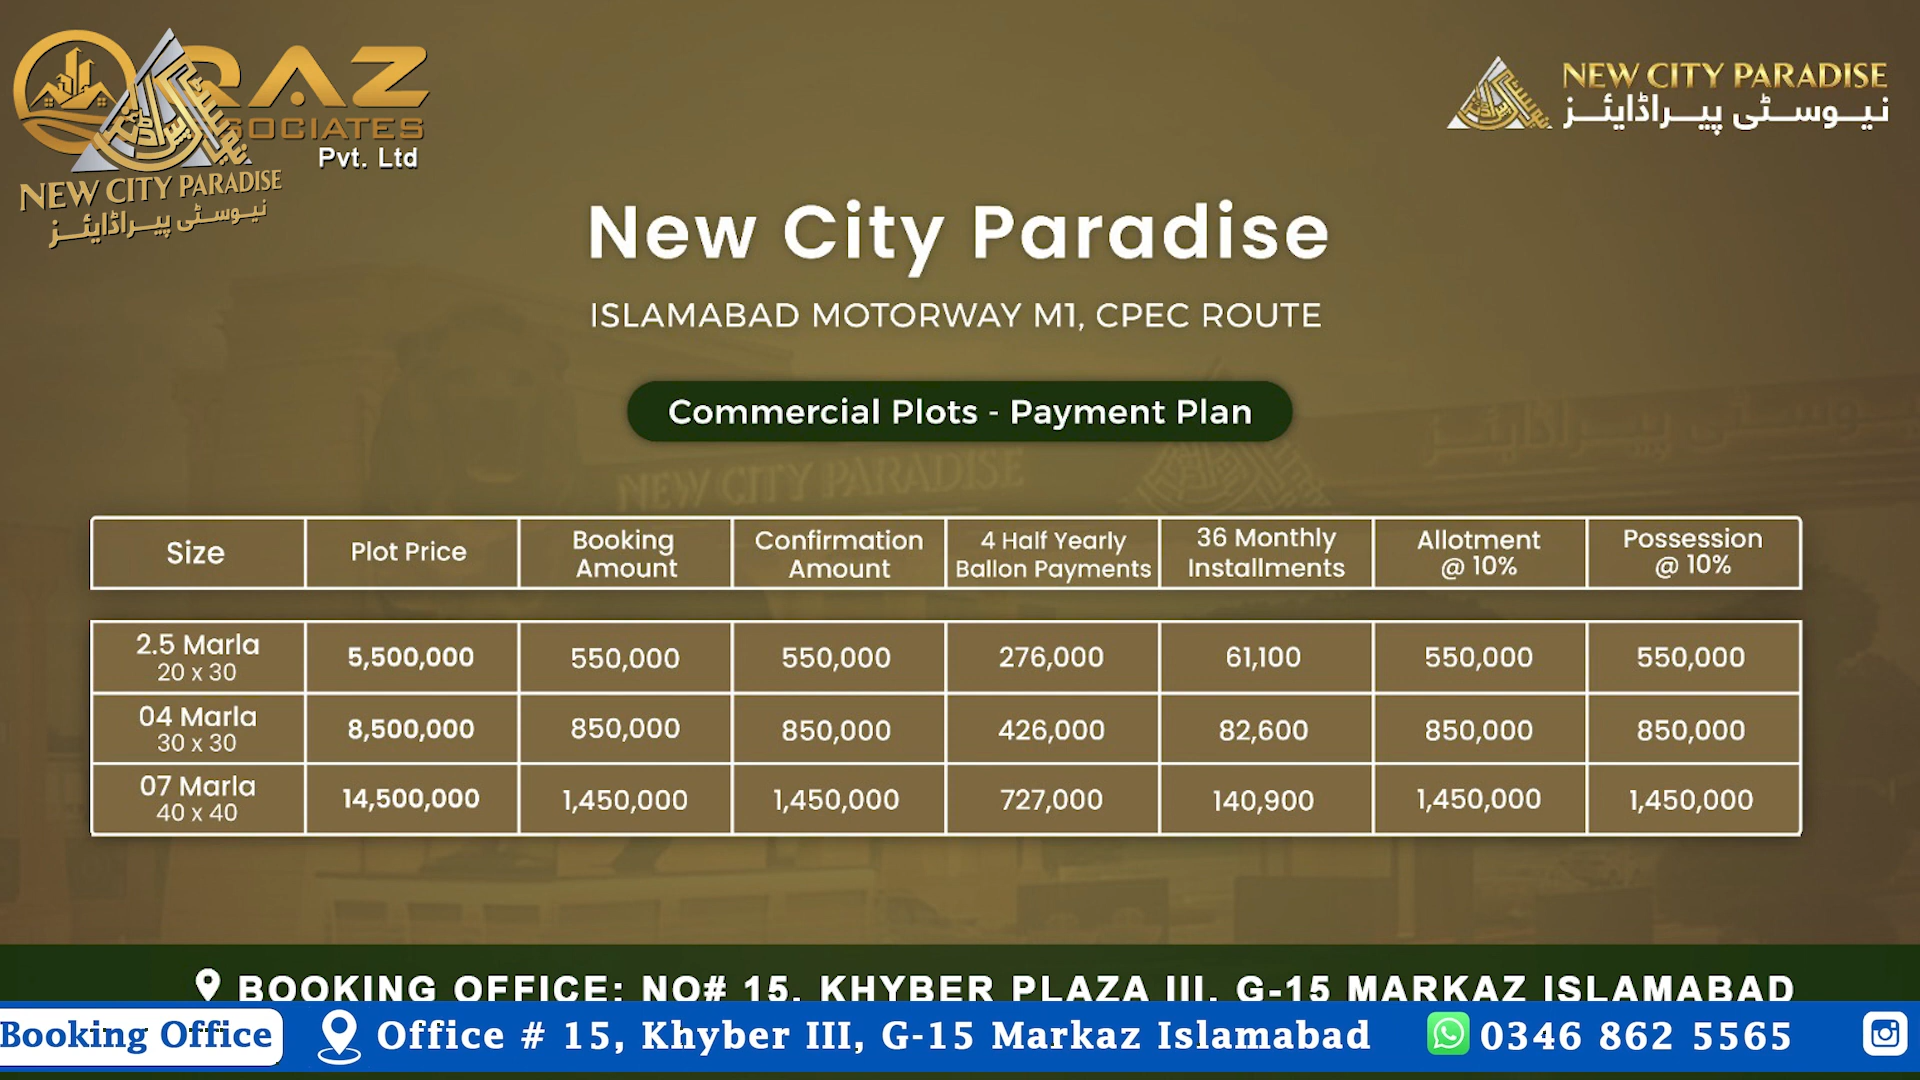 RAZ
ASSOCIATES
Pvt. Ltd
NEW CITY PARADISE
نیوسٹی پیراڈائیز
NEW CITY PARADISE
نیوسٹی پیراڈائیز
New City Paradise
ISLAMABAD MOTORWAY M1, CPEC ROUTE
Commercial Plots - Payment Plan
NEW CITY PARADISE
نیوسٹی پیراڈائیز
Size Plot Price Booking Amount Confirmation Amount 4 Half Yearly Ballon Payments 36 Monthly Installments Allotment @ 10% Possession @ 10%
2.5 Marla 20 x 30 5,500,000 550,000 550,000 276,000 61,100 550,000 550,000
04 Marla 30 x 30 8,500,000 850,000 850,000 426,000 82,600 850,000 850,000
07 Marla 40 x 40 14,500,000 1,450,000 1,450,000 727,000 140,900 1,450,000 1,450,000
BOOKING OFFICE: NO# 15, KHYBER PLAZA III, G-15 MARKAZ ISLAMABAD
Booking Office Office # 15, Khyber III, G-15 Markaz Islamabad 0346 862 5565